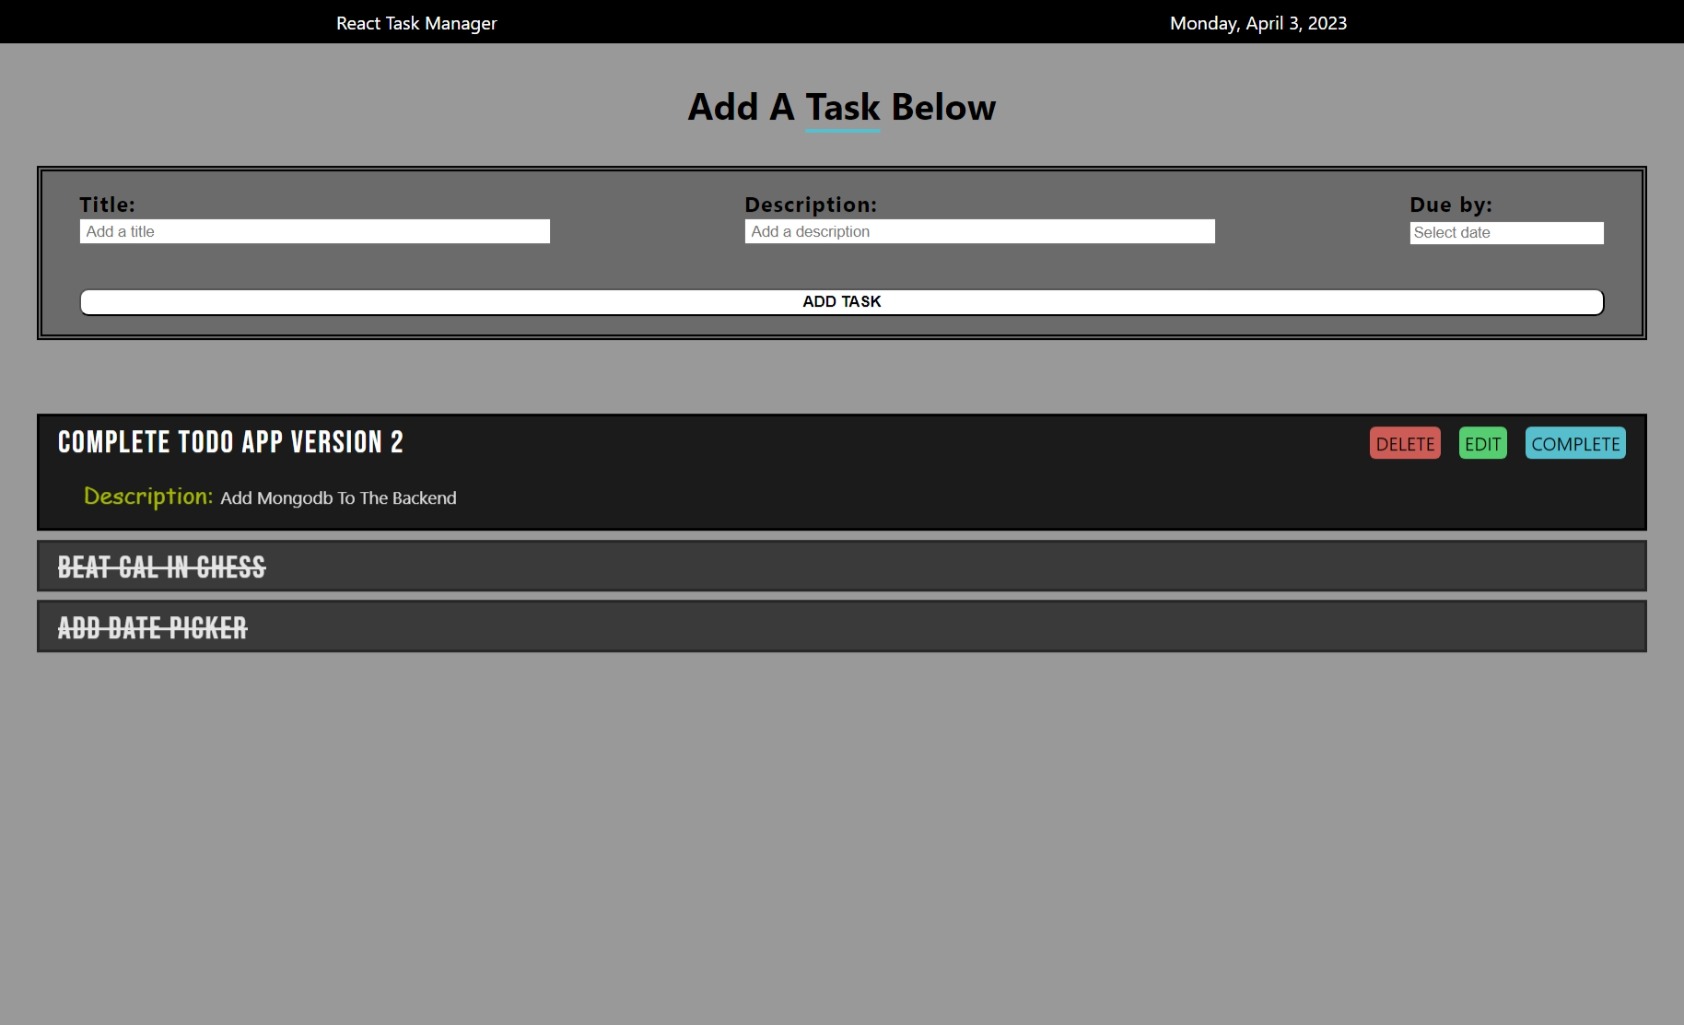 React Task Manager
Monday, April 3, 2023
Add A Task Below
Title:
Description:
Due by:
Add a title
Add a description
Select date
ADD TASK
COMPLETE TODO APP VERSION 2
DELETE
EDIT
COMPLETE
Description: Add Mongodb To The Backend
BEAT CAL IN CHESS
ADD DATE PICKER